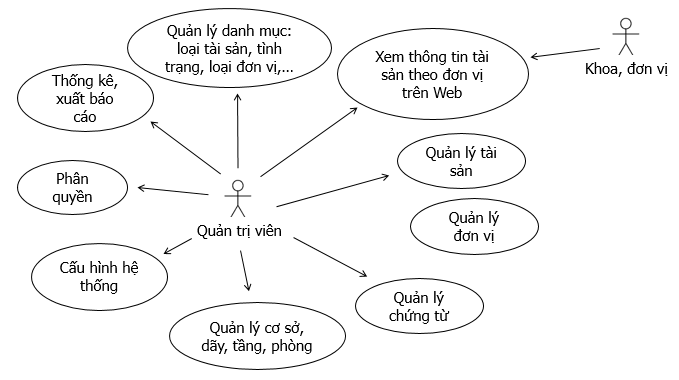 Quản lý danh mục:
loại tài sản, tình
trạng, loại đơn vị,...
Xem thông tin tài
sản theo đơn vị
trên Web
Khoa, đơn vị
Thống kê,
xuất báo
cáo
Quản lý tài
sản
Phân
quyền
Quản trị viên
Quản lý
đơn vị
Cấu hình hệ
thống
Quản lý
chứng từ
Quản lý cơ sở,
dãy, tầng, phòng